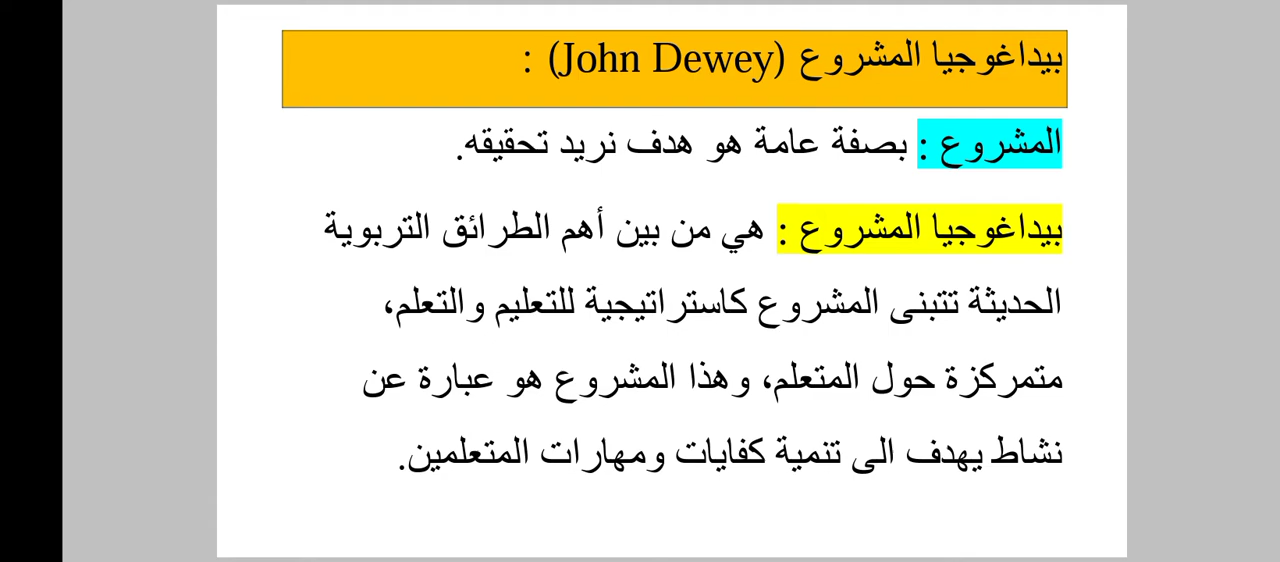 بيداغوجيا المشروع (John Dewey) :
المشروع : بصفة عامة هو هدف نريد تحقيقه.
بيداغوجيا المشروع : هي من بين أهم الطرائق التربوية
الحديثة تتبنى المشروع كاستراتيجية للتعليم والتعلم،
متمركزة حول المتعلم، وهذا المشروع هو عبارة عن
نشاط يهدف الى تنمية كفايات ومهارات المتعلمين.